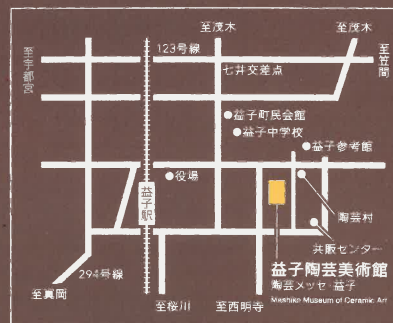 至茂木
至茂木
至宇都宮
123号線
至笠間
七井交差点
益子町民会館
益子中学校
益子参考館
役場
益子駅
陶芸村
共販センター
益子陶芸美術館
陶芸メッセ・益子
Mashiko Museum of Ceramic Art
294号線
至真岡
至桜川
至西明寺